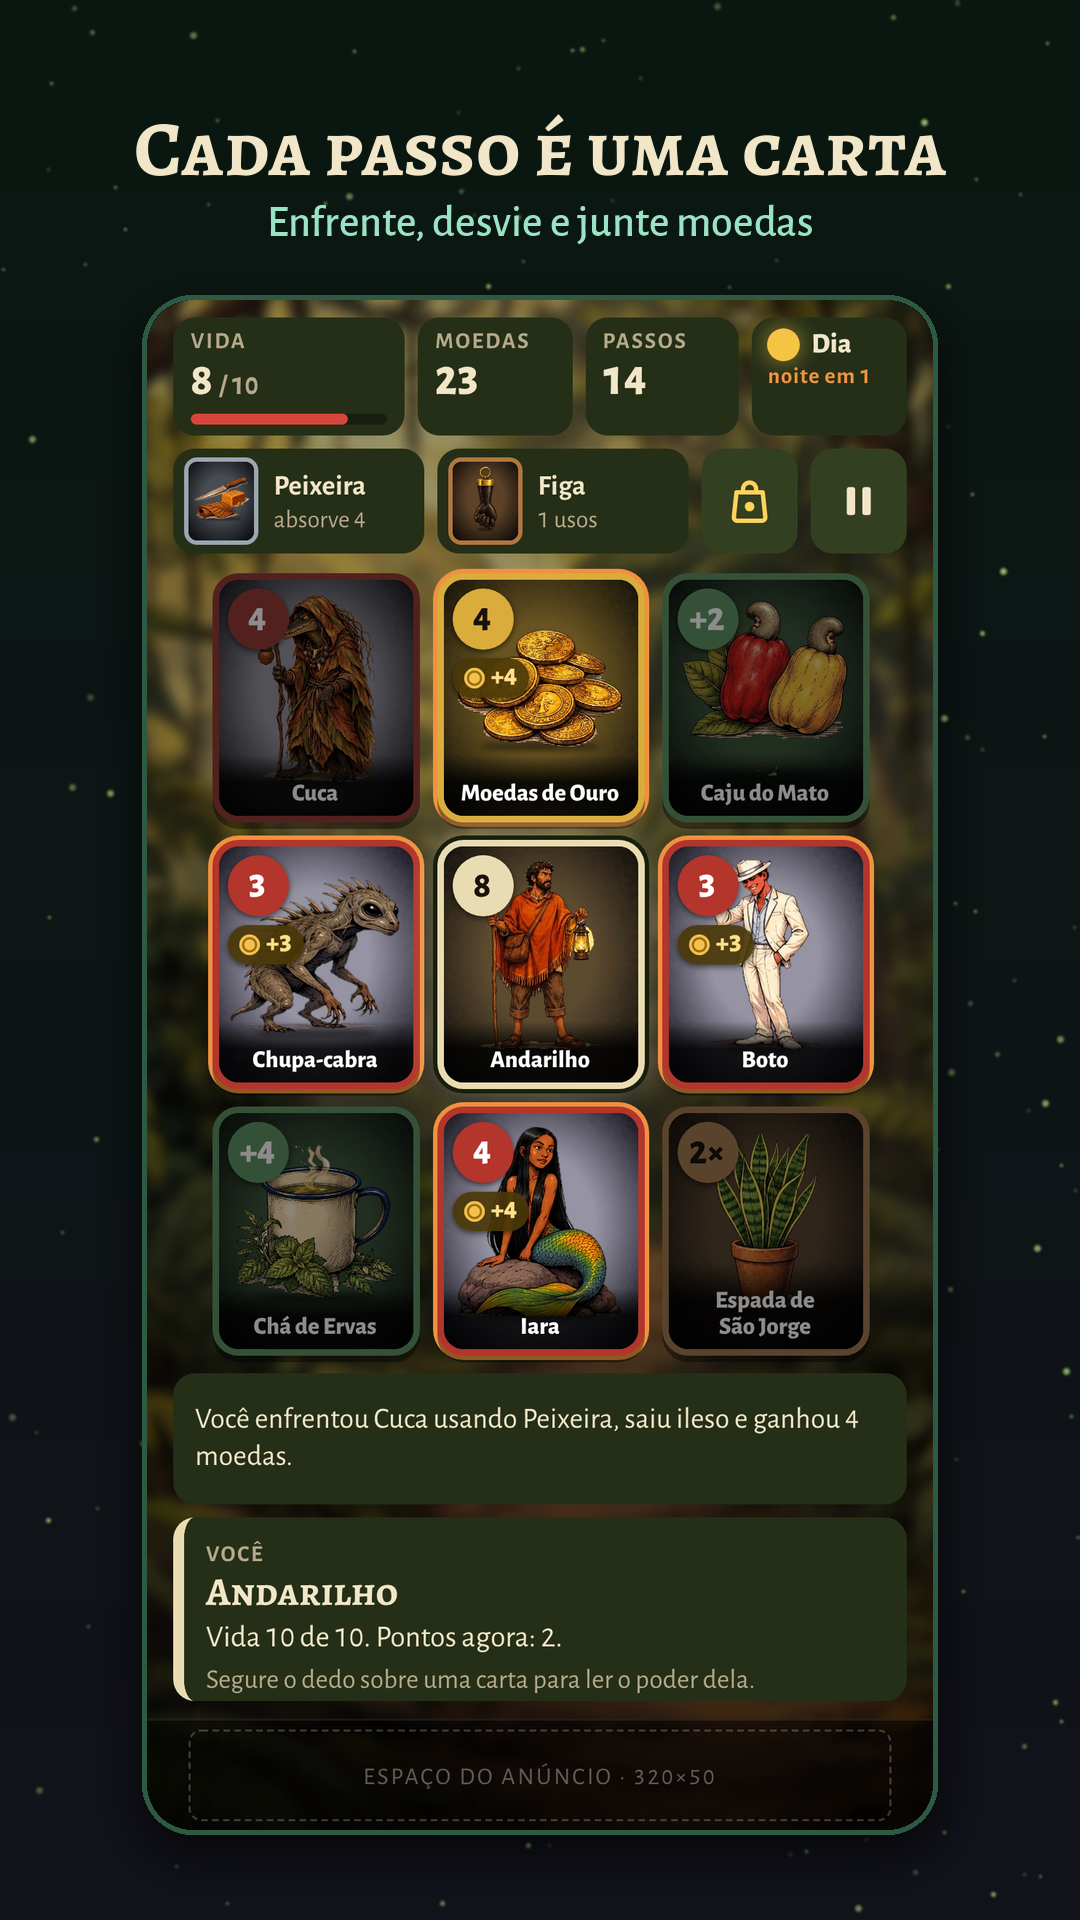 Cada passo é uma carta
Enfrente, desvie e junte moedas
VIDA
8 / 10
MOEDAS
23
PASSOS
14
Dia
noite em 1
Peixeira
absorve 4
Figa
1 usos
4
Cuca
4
+4
Moedas de Ouro
+2
Caju do Mato
3
+3
Chupa-cabra
8
Andarilho
3
+3
Boto
+4
Chá de Ervas
4
+4
Iara
2×
Espada de
São Jorge
Você enfrentou Cuca usando Peixeira, saiu ileso e ganhou 4
moedas.
VOCÊ
Andarilho
Vida 10 de 10. Pontos agora: 2.
Segure o dedo sobre uma carta para ler o poder dela.
ESPAÇO DO ANÚNCIO · 320×50